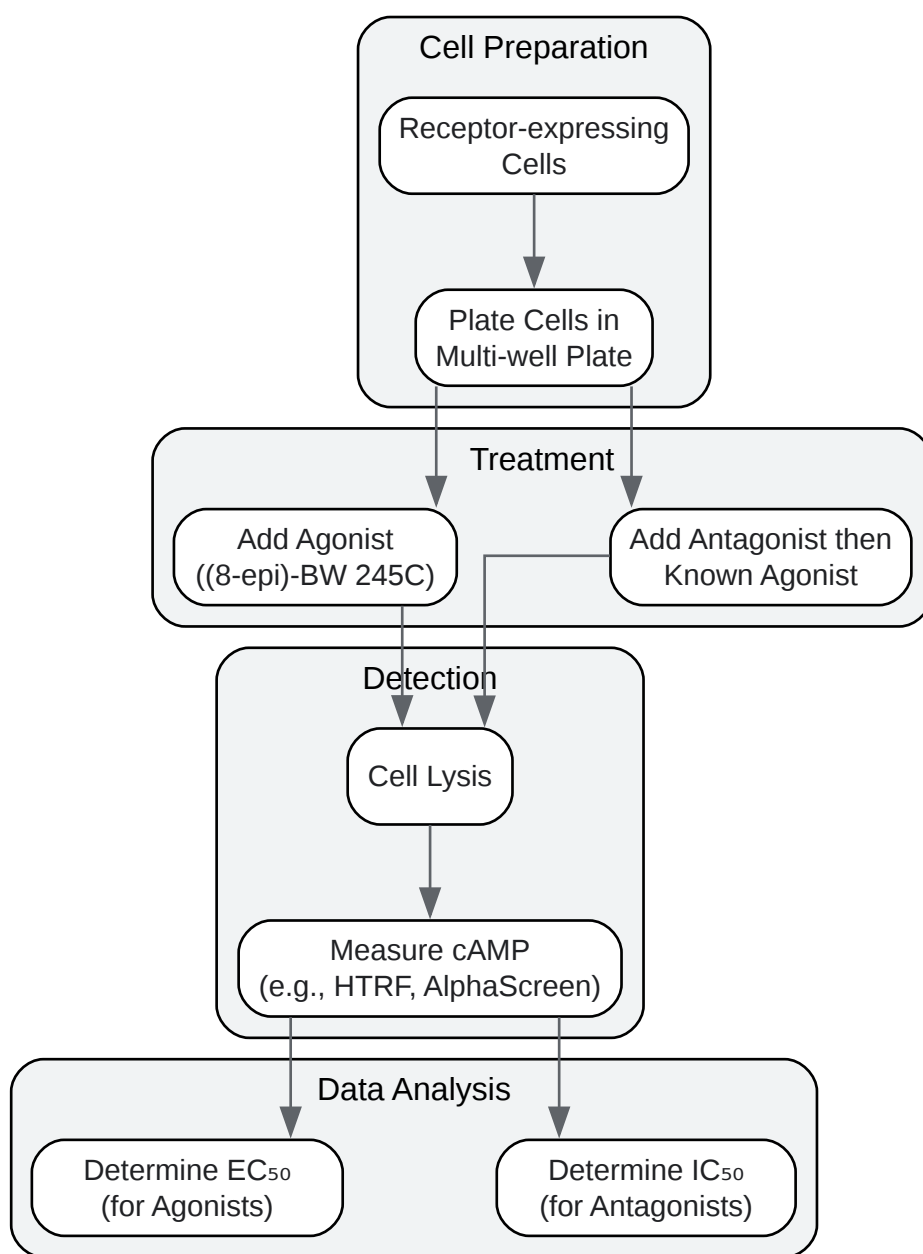 Cell Preparation
Receptor-expressing
Cells
Plate Cells in
Multi-well Plate
Treatment
Add Agonist
((8-epi)-BW 245C)
Add Antagonist then
Known Agonist
Detection
Cell Lysis
Measure cAMP
(e.g., HTRF, AlphaScreen)
Data Analysis
Determine EC₅₀
(for Agonists)
Determine IC₅₀
(for Antagonists)